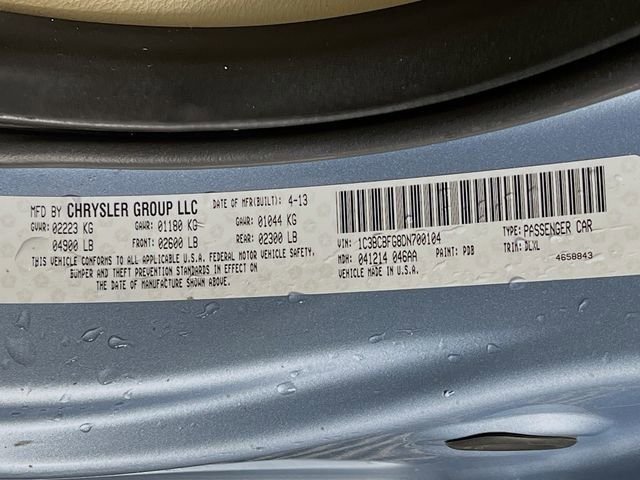 MFD BY CHRYSLER GROUP LLC DATE OF MFR(BUILT): 4-13
GVWR: 02223 KG GAWR: 01180 KG GAWR: 01044 KG
04900 LB FRONT: 02600 LB REAR: 02300 LB
THIS VEHICLE CONFORMS TO ALL APPLICABLE U.S.A. FEDERAL MOTOR VEHICLE SAFETY,
BUMPER AND THEFT PREVENTION STANDARDS IN EFFECT ON
THE DATE OF MANUFACTURE SHOWN ABOVE.
VIN: 1C3BCBFG8DN700104 TYPE: PASSENGER CAR
MDH: 041214 046AA PAINT: PDB TRIM: DLXL
VEHICLE MADE IN U.S.A. 4658843